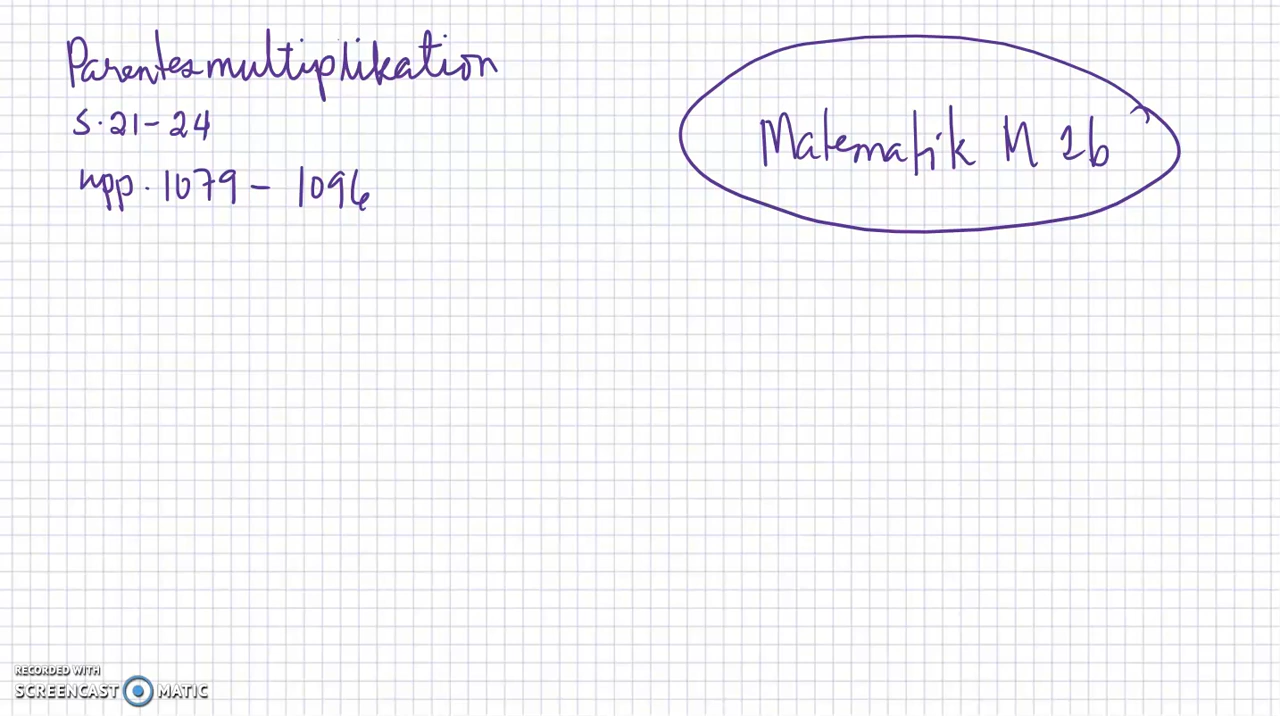 Parentesmultiplikation
S. 21-24
upp. 1079 - 1096
Matematik M 2b
RECORDED WITH
SCREENCAST MATIC